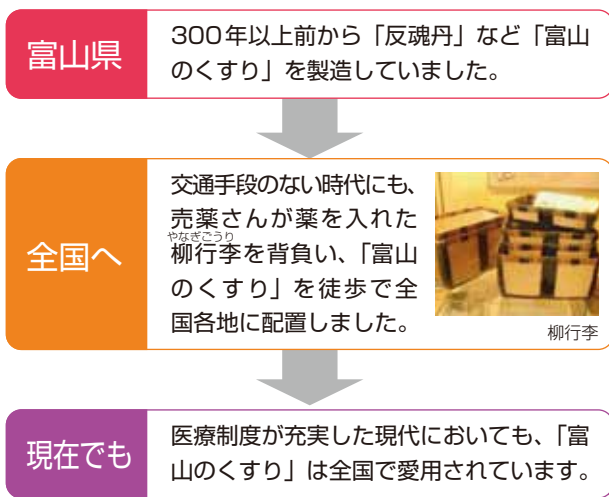 富山県
300年以上前から「反魂丹」など「富山
のくすり」を製造していました。
全国へ
交通手段のない時代にも、
売薬さんが薬を入れた
やなぎごうり
柳行李を背負い、「富山
のくすり」を徒歩で全
国各地に配置しました。
柳行李
現在でも
医療制度が充実した現代においても、「富
山のくすり」は全国で愛用されています。